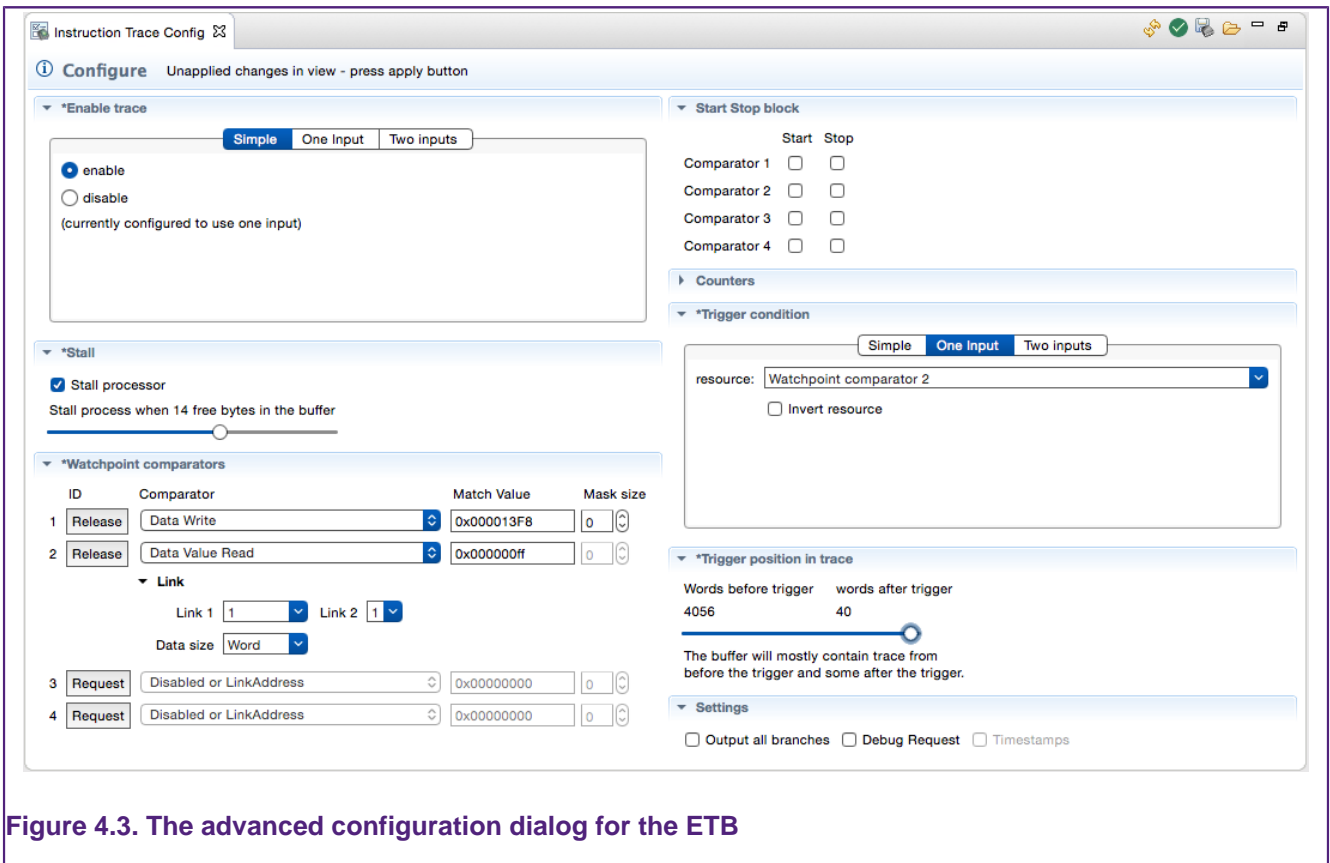 Instruction Trace Config
Configure Unapplied changes in view - press apply button
*Enable trace
Simple One Input Two inputs
enable
disable
(currently configured to use one input)
*Stall
Stall processor
Stall process when 14 free bytes in the buffer
*Watchpoint comparators
ID Comparator Match Value Mask size
1 Release Data Write 0x000013F8 0
2 Release Data Value Read 0x000000ff 0
Link
Link 1 1 Link 2 1
Data size Word
3 Request Disabled or LinkAddress 0x00000000 0
4 Request Disabled or LinkAddress 0x00000000 0
Start Stop block
Start Stop
Comparator 1
Comparator 2
Comparator 3
Comparator 4
Counters
*Trigger condition
Simple One Input Two inputs
resource: Watchpoint comparator 2
Invert resource
*Trigger position in trace
Words before trigger words after trigger
4056 40
The buffer will mostly contain trace from
before the trigger and some after the trigger.
Settings
Output all branches Debug Request Timestamps
Figure 4.3. The advanced configuration dialog for the ETB